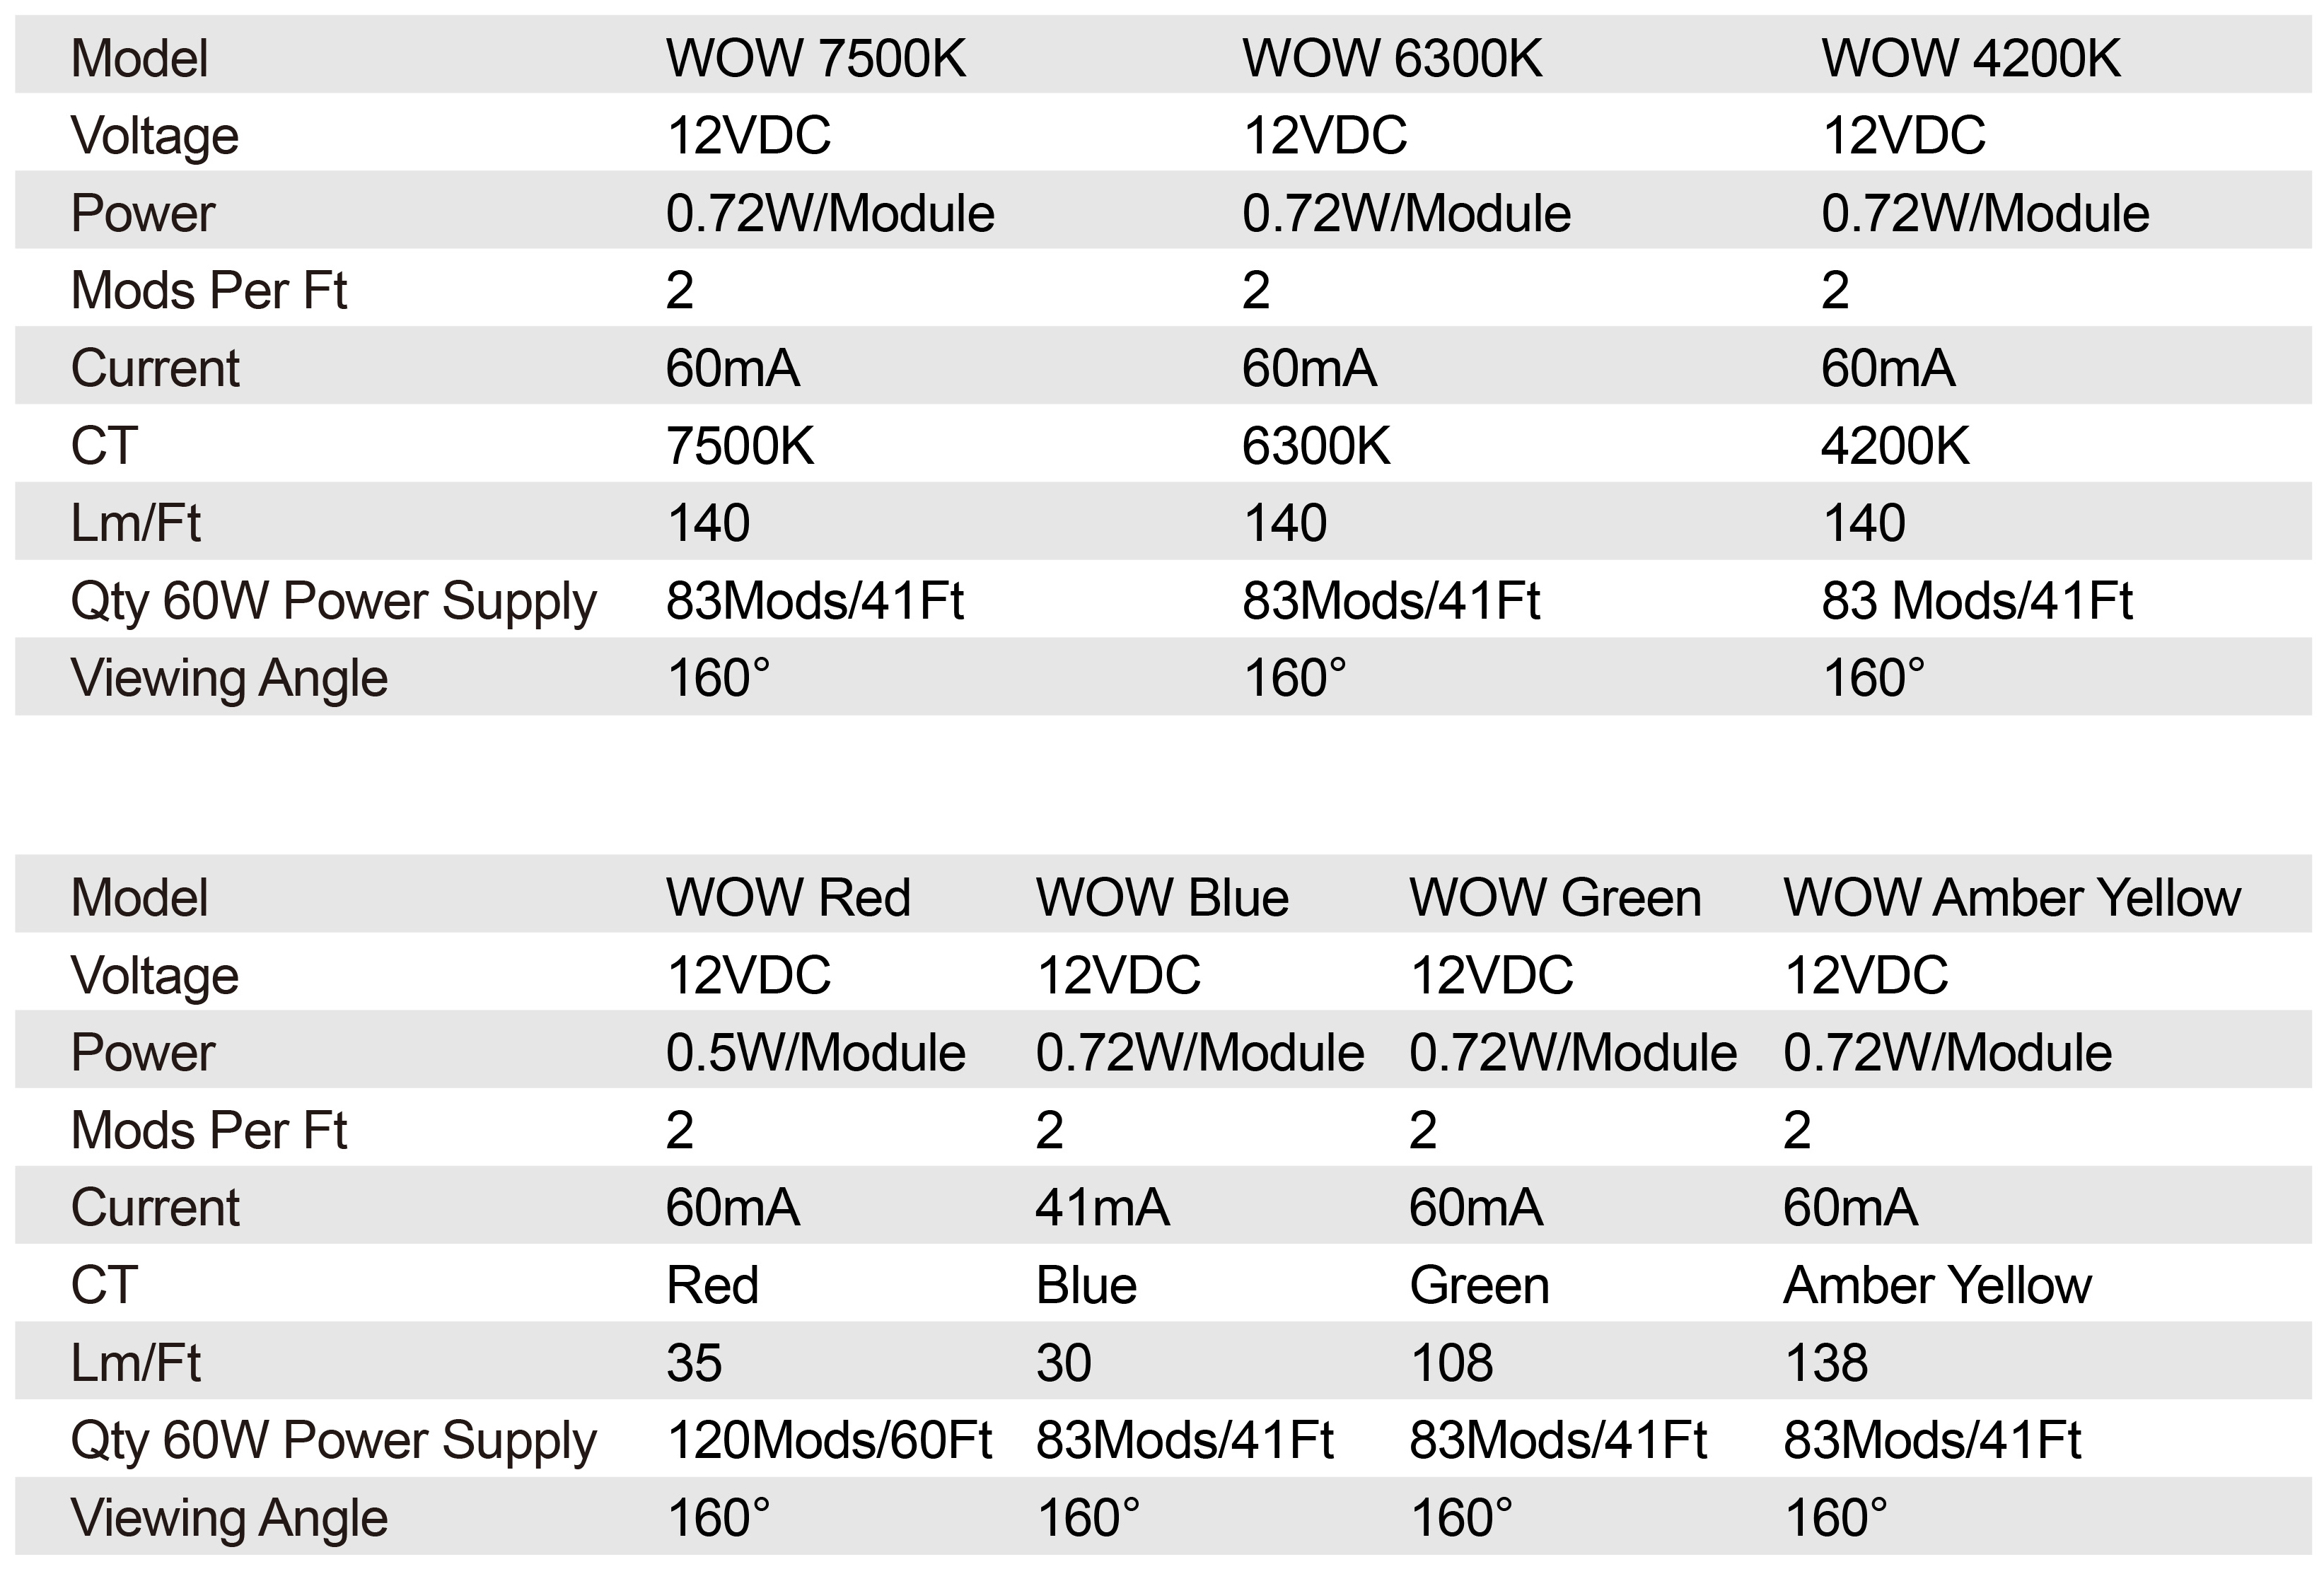 Model WOW 7500K WOW 6300K WOW 4200K
Voltage 12VDC 12VDC 12VDC
Power 0.72W/Module 0.72W/Module 0.72W/Module
Mods Per Ft 2 2 2
Current 60mA 60mA 60mA
CT 7500K 6300K 4200K
Lm/Ft 140 140 140
Qty 60W Power Supply 83Mods/41Ft 83Mods/41Ft 83 Mods/41Ft
Viewing Angle 160° 160° 160°
Model WOW Red WOW Blue WOW Green WOW Amber Yellow
Voltage 12VDC 12VDC 12VDC 12VDC
Power 0.5W/Module 0.72W/Module 0.72W/Module 0.72W/Module
Mods Per Ft 2 2 2 2
Current 60mA 41mA 60mA 60mA
CT Red Blue Green Amber Yellow
Lm/Ft 35 30 108 138
Qty 60W Power Supply 120Mods/60Ft 83Mods/41Ft 83Mods/41Ft 83Mods/41Ft
Viewing Angle 160° 160° 160° 160°